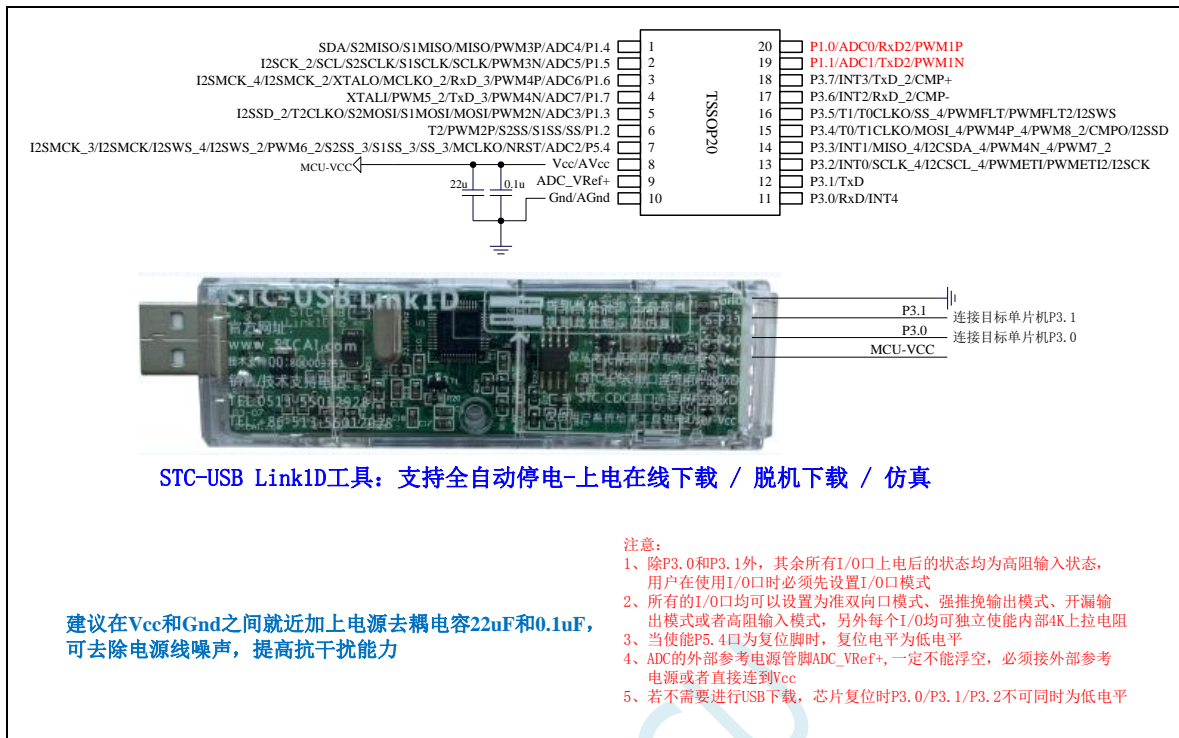 SDA/S2MISO/S1MISO/MISO/PWM3P/ADC4/P1.4 1
I2SCK_2/SCL/S2SCLK/S1SCLK/SCLK/PWM3N/ADC5/P1.5 2
I2SMCK_4/I2SMCK_2/XTALO/MCLKO_2/RxD_3/PWM4P/ADC6/P1.6 3
XTALI/PWM5_2/TxD_3/PWM4N/ADC7/P1.7 4
I2SSD_2/T2CLKO/S2MOSI/S1MOSI/MOSI/PWM2N/ADC3/P1.3 5
T2/PWM2P/S2SS/S1SS/SS/P1.2 6
I2SMCK_3/I2SMCK/I2SWS_4/I2SWS_2/PWM6_2/S2SS_3/S1SS_3/SS_3/MCLKO/NRST/ADC2/P5.4 7
MCU-VCC Vcc/AVcc 8
22u 0.1u ADC_VRef+ 9
Gnd/AGnd 10
TSSOP20
20 P1.0/ADC0/RxD2/PWM1P
19 P1.1/ADC1/TxD2/PWM1N
18 P3.7/INT3/TxD_2/CMP+
17 P3.6/INT2/RxD_2/CMP-
16 P3.5/T1/T0CLKO/SS_4/PWMFLT/PWMFLT2/I2SWS
15 P3.4/T0/T1CLKO/MOSI_4/PWM4P_4/PWM8_2/CMPO/I2SSD
14 P3.3/INT1/MISO_4/I2CSDA_4/PWM4N_4/PWM7_2
13 P3.2/INT0/SCLK_4/I2CSCL_4/PWMETI/PWMETI2/I2SCK
12 P3.1/TxD
11 P3.0/RxD/INT4
STC-USB Link1D
官方网址
www.STCAI.com
销售/技术支持电话
TEL:0513-55012928
P3.1 连接目标单片机P3.1
P3.0 连接目标单片机P3.0
MCU-VCC
STC-USB Link1D工具：支持全自动停电-上电在线下载 / 脱机下载 / 仿真
建议在Vcc和Gnd之间就近加上电源去耦电容22uF和0.1uF，
可去除电源线噪声，提高抗干扰能力
注意：
1、除P3.0和P3.1外，其余所有I/O口上电后的状态均为高阻输入状态，
用户在使用I/O口时必须先设置I/O口模式
2、所有的I/O口均可以设置为准双向口模式、强推挽输出模式、开漏输
出模式或者高阻输入模式，另外每个I/O均可独立使能内部4K上拉电阻
3、当使能P5.4口为复位脚时，复位电平为低电平
4、ADC的外部参考电源管脚ADC_VRef+，一定不能浮空，必须接外部参考
电源或者直接连到Vcc
5、若不需要进行USB下载，芯片复位时P3.0/P3.1/P3.2不可同时为低电平